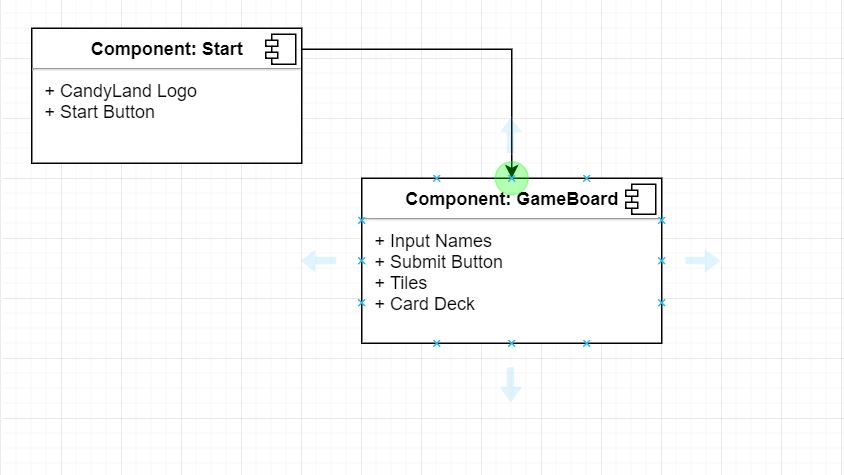 Component: Start
+ CandyLand Logo
+ Start Button
Component: GameBoard
+ Input Names
+ Submit Button
+ Tiles
+ Card Deck